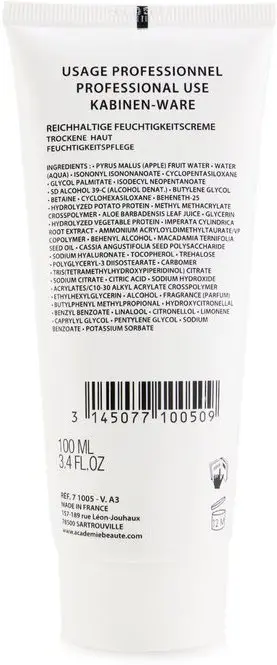 USAGE PROFESSIONNEL
PROFESSIONAL USE
KABINEN-WARE
REICHHALTIGE FEUCHTIGKEITSCREME
TROCKENE HAUT
FEUCHTIGKEITSPFLEGE
INGREDIENTS : • PYRUS MALUS (APPLE) FRUIT WATER • WATER
(AQUA) • ISONONYL ISONONANOATE • CYCLOPENTASILOXANE
• GLYCOL PALMITATE • ISODECYL NEOPENTANOATE
• SD ALCOHOL 39-C (ALCOHOL DENAT.) • BUTYLENE GLYCOL
• BETAINE • CYCLOHEXASILOXANE • BEHENETH-25
• HYDROLYZED POTATO PROTEIN • METHYL METHACRYLATE
CROSSPOLYMER • ALOE BARBADENSIS LEAF JUICE • GLYCERIN
• HYDROLYZED VEGETABLE PROTEIN • IMPERATA CYLINDRICA
ROOT EXTRACT • AMMONIUM ACRYLOYLDIMETHYLTAURATE/VP
COPOLYMER • BEHENYL ALCOHOL • MACADAMIA TERNIFOLIA
SEED OIL • CASSIA ANGUSTIFOLIA SEED POLYSACCHARIDE
• SODIUM HYALURONATE • TOCOPHEROL • TREHALOSE
• POLYGLYCERYL-3 DIISOSTEARATE • CARBOMER
• TRIS(TETRAMETHYLHYDROXYPIPERIDINOL) CITRATE
• SODIUM CITRATE • CITRIC ACID • SODIUM HYDROXIDE
• ACRYLATES/C10-30 ALKYL ACRYLATE CROSSPOLYMER
• ETHYLHEXYLGLYCERIN • ALCOHOL • FRAGRANCE (PARFUM)
• BUTYLPHENYL METHYLPROPIONAL • HYDROXYCITRONELLAL
• BENZYL BENZOATE • LINALOOL • CITRONELLOL • LIMONENE
• CAPRYLYL GLYCOL • PENTYLENE GLYCOL • SODIUM
BENZOATE • POTASSIUM SORBATE
3 145077 100509
100 ML
3.4 FL.OZ
12 M
RÉF. 7 1005 - V. A3
MADE IN FRANCE
157-189 rue Léon-Jouhaux
78500 SARTROUVILLE
www.academiebeaute.com